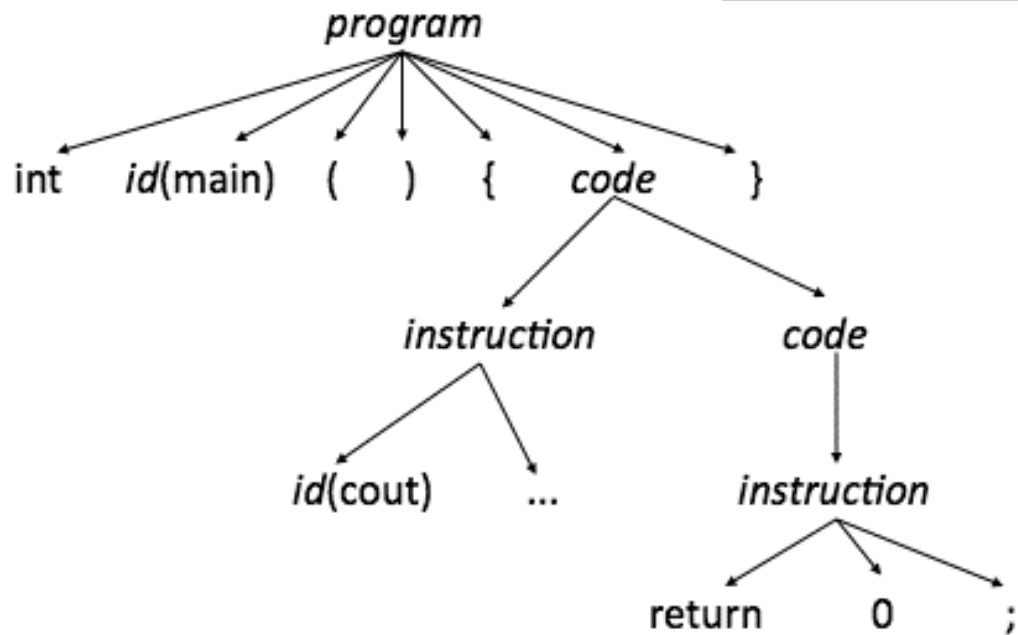 program
int id(main) ( ) { code }
instruction code
id(cout) ... instruction
return 0 ;